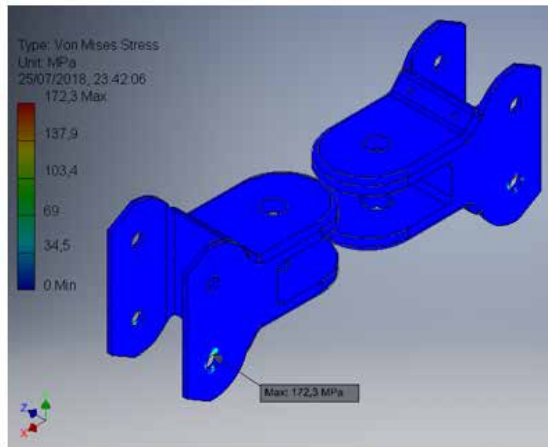 Type: Von Mises Stress
Unit: MPa
25/07/2018, 23.42.06
172,3 Max
137,9
103,4
69
34,5
0 Min
Max: 172,3 MPa
Z
X